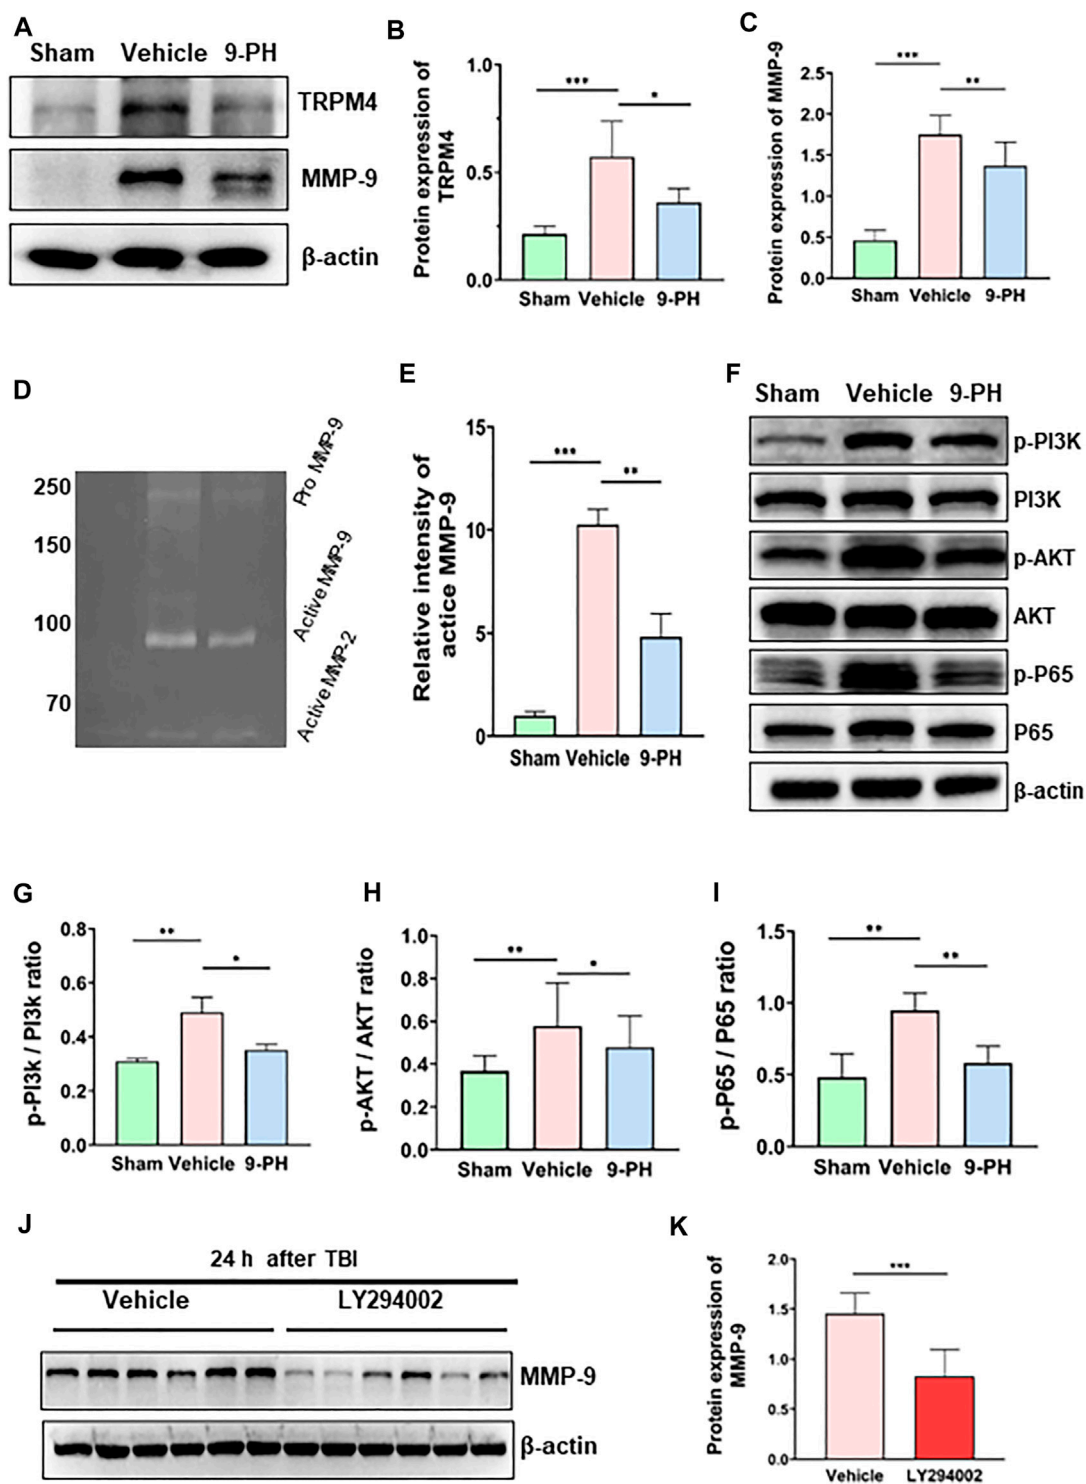 A
Sham Vehicle 9-PH
TRPM4
MMP-9
β-actin
B
Protein expression of
TRPM4
1.0
0.5
0.0
***
*
Sham Vehicle 9-PH
C
Protein expression of MMP-9
2.5
2.0
1.5
1.0
0.5
0.0
***
**
Sham Vehicle 9-PH
D
250
150
100
70
Pro MMP-9
Active MMP-9
Active MMP-2
E
Relative intensity of
actice MMP-9
15
10
5
0
***
**
Sham Vehicle 9-PH
F
Sham Vehicle 9-PH
p-PI3K
PI3K
p-AKT
AKT
p-P65
P65
β-actin
G
p-PI3k / PI3k ratio
0.8
0.6
0.4
0.2
0.0
**
*
Sham Vehicle 9-PH
H
p-AKT / AKT ratio
1.0
0.8
0.6
0.4
0.2
0.0
**
*
Sham Vehicle 9-PH
I
p-P65 / P65 ratio
1.5
1.0
0.5
0.0
**
**
Sham Vehicle 9-PH
J
24 h after TBI
Vehicle LY294002
MMP-9
β-actin
K
Protein expression of
MMP-9
2.0
1.5
1.0
0.5
0.0
***
Vehicle LY294002